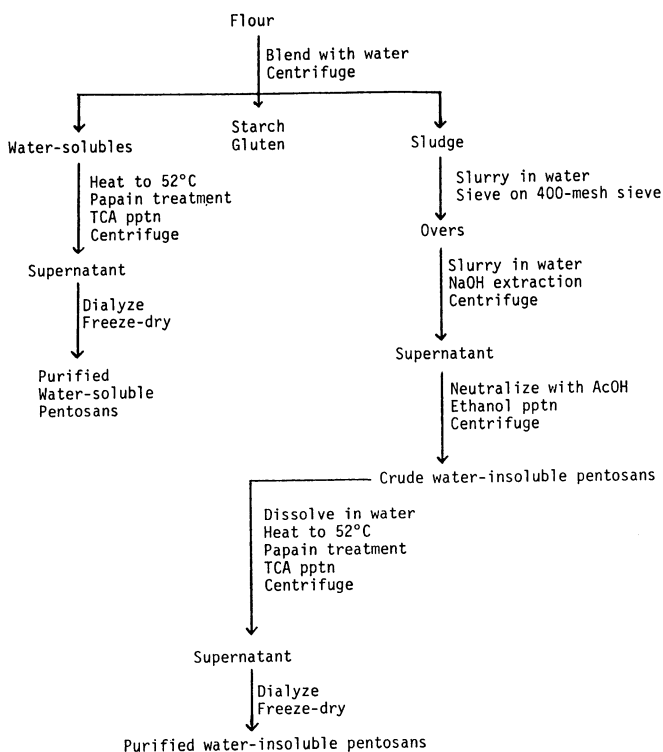 Flour
Blend with water
Centrifuge
Water-solubles
Starch
Gluten
Sludge
Heat to 52°C
Papain treatment
TCA pptn
Centrifuge
Slurry in water
Sieve on 400-mesh sieve
Overs
Supernatant
Slurry in water
NaOH extraction
Centrifuge
Dialyze
Freeze-dry
Supernatant
Purified
Water-soluble
Pentosans
Neutralize with AcOH
Ethanol pptn
Centrifuge
Crude water-insoluble pentosans
Dissolve in water
Heat to 52°C
Papain treatment
TCA pptn
Centrifuge
Supernatant
Dialyze
Freeze-dry
Purified water-insoluble pentosans